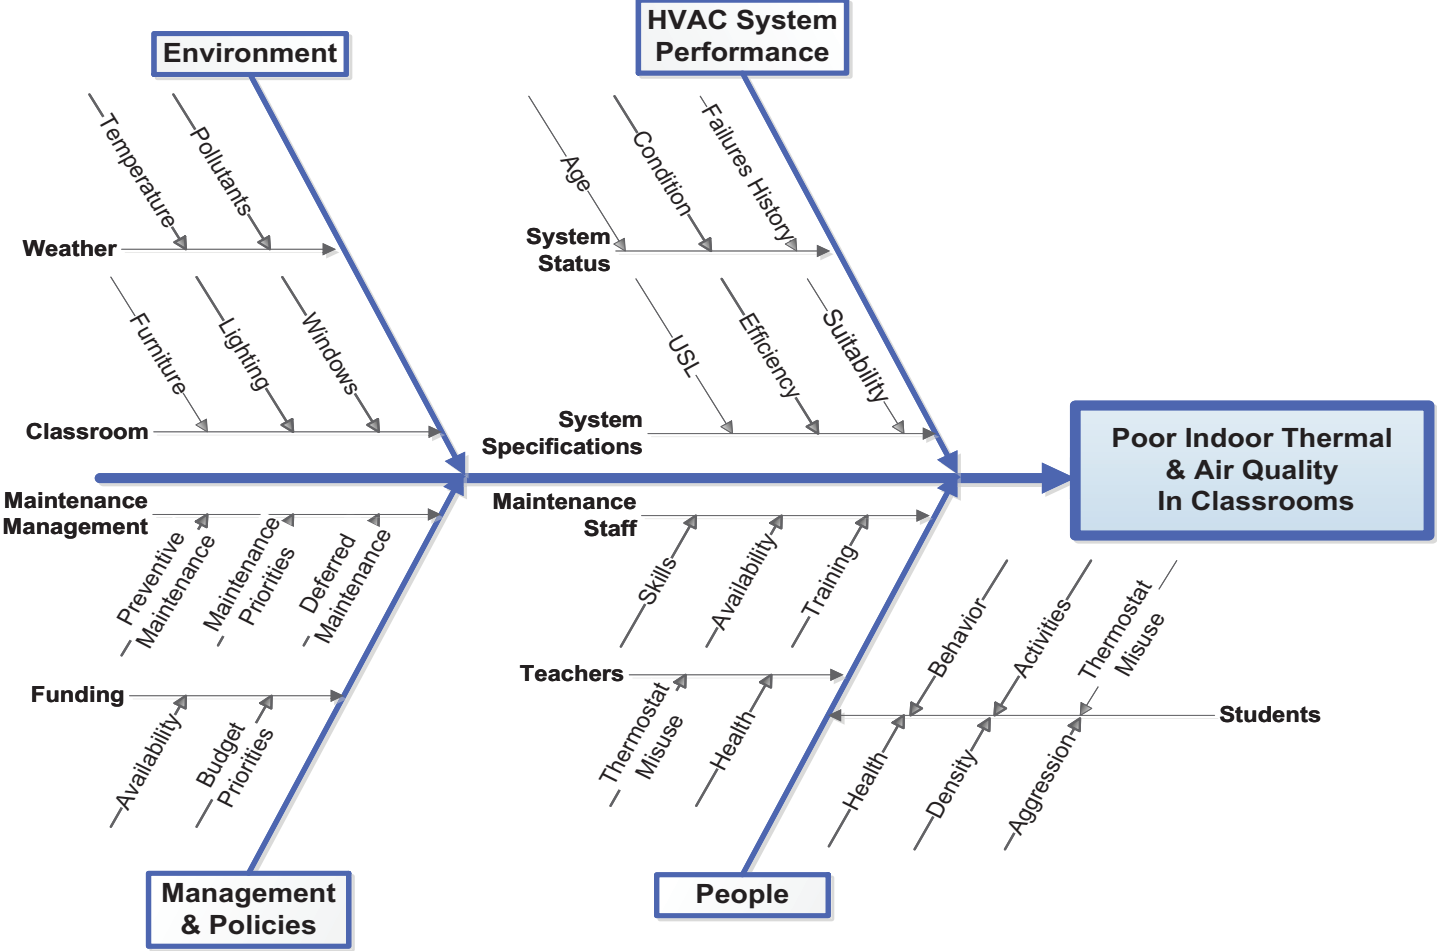 Environment
HVAC System
Performance
Temperature
Pollutants
Weather
Age
Condition
Failures History
System
Status
Furniture
Lighting
Windows
Classroom
USL
Efficiency
Suitability
System
Specifications
Poor Indoor Thermal
& Air Quality
In Classrooms
Maintenance
Management
Preventive
Maintenance
Maintenance
Priorities
Deferred
Maintenance
Maintenance
Staff
Skills
Availability
Training
Funding
Availability
Budget
Priorities
Teachers
Thermostat
Misuse
Health
Behavior
Activities
Thermostat
Misuse
Students
Health
Density
Aggression
Management
& Policies
People